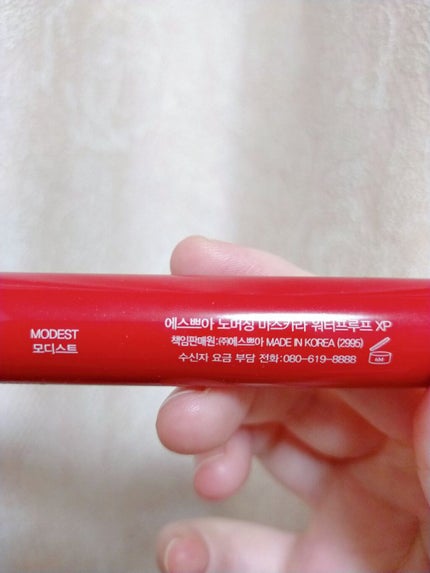 MODEST
모디스트
에스쁘아 노머징 마스카라 워터프루프 XP
책임판매원:㈜에스쁘아 MADE IN KOREA (2995)
수신자 요금 부담 전화:080-619-8888
6M